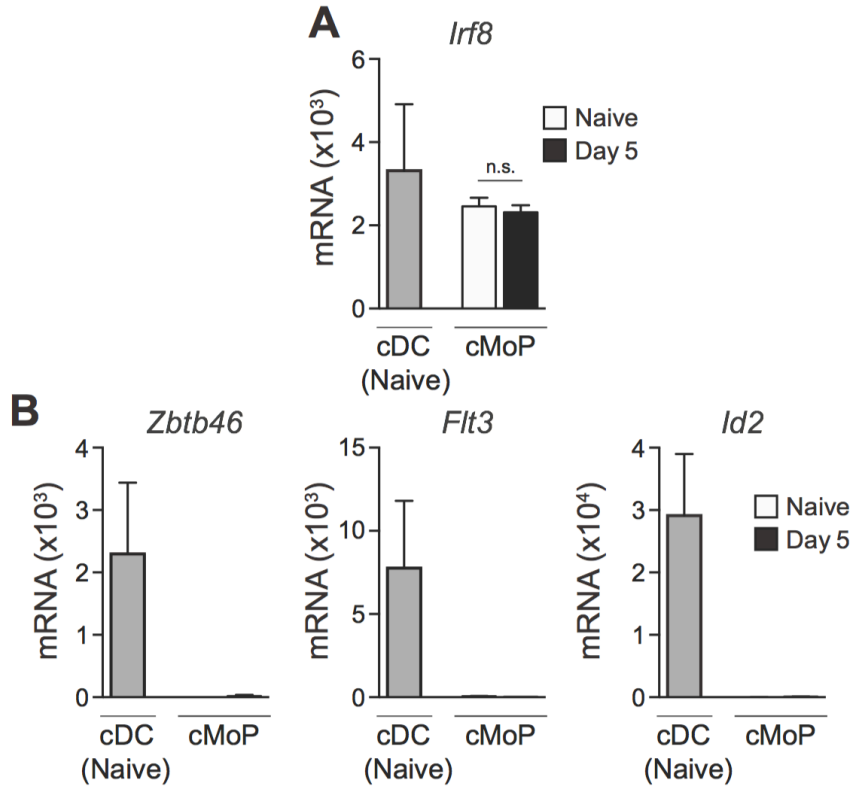 A
Irf8
mRNA (x10³)
6
4
2
0
n.s.
Naive
Day 5
cDC
(Naive)
cMoP
B
Zbtb46
mRNA (x10³)
4
3
2
1
0
cDC
(Naive)
cMoP
Flt3
mRNA (x10³)
15
10
5
0
cDC
(Naive)
cMoP
Id2
mRNA (x10⁴)
4
3
2
1
0
Naive
Day 5
cDC
(Naive)
cMoP